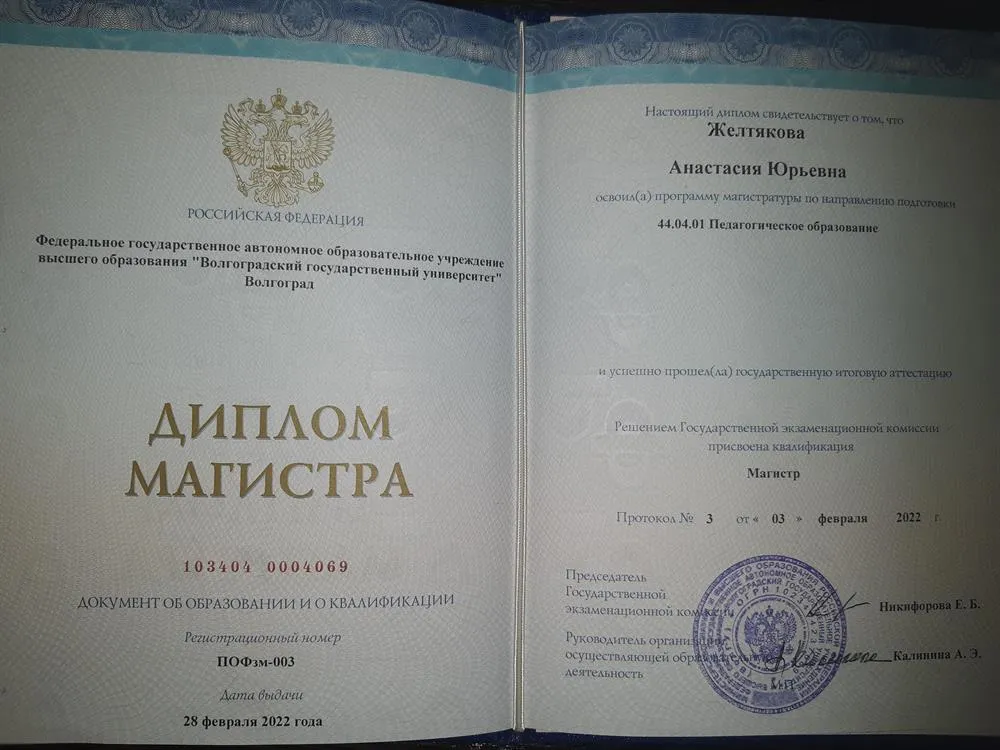 РОССИЙСКАЯ ФЕДЕРАЦИЯ
Федеральное государственное автономное образовательное учреждение
высшего образования "Волгоградский государственный университет"
Волгоград
ДИПЛОМ
МАГИСТРА
103404 0004069
ДОКУМЕНТ ОБ ОБРАЗОВАНИИ И О КВАЛИФИКАЦИИ
Регистрационный номер
ПОФзм-003
Дата выдачи
28 февраля 2022 года
Настоящий диплом свидетельствует о том, что
Желтякова
Анастасия Юрьевна
освоил(а) программу магистратуры по направлению подготовки
44.04.01 Педагогическое образование
и успешно прошел(ла) государственную итоговую аттестацию
Решением Государственной экзаменационной комиссии
присвоена квалификация
Магистр
Протокол № 3 от « 03 » февраля 2022 г.
Председатель
Государственной
экзаменационной комиссии
Никифорова Е. Б.
Руководитель организации,
осуществляющей образовательную
деятельность
Калинина А. Э.